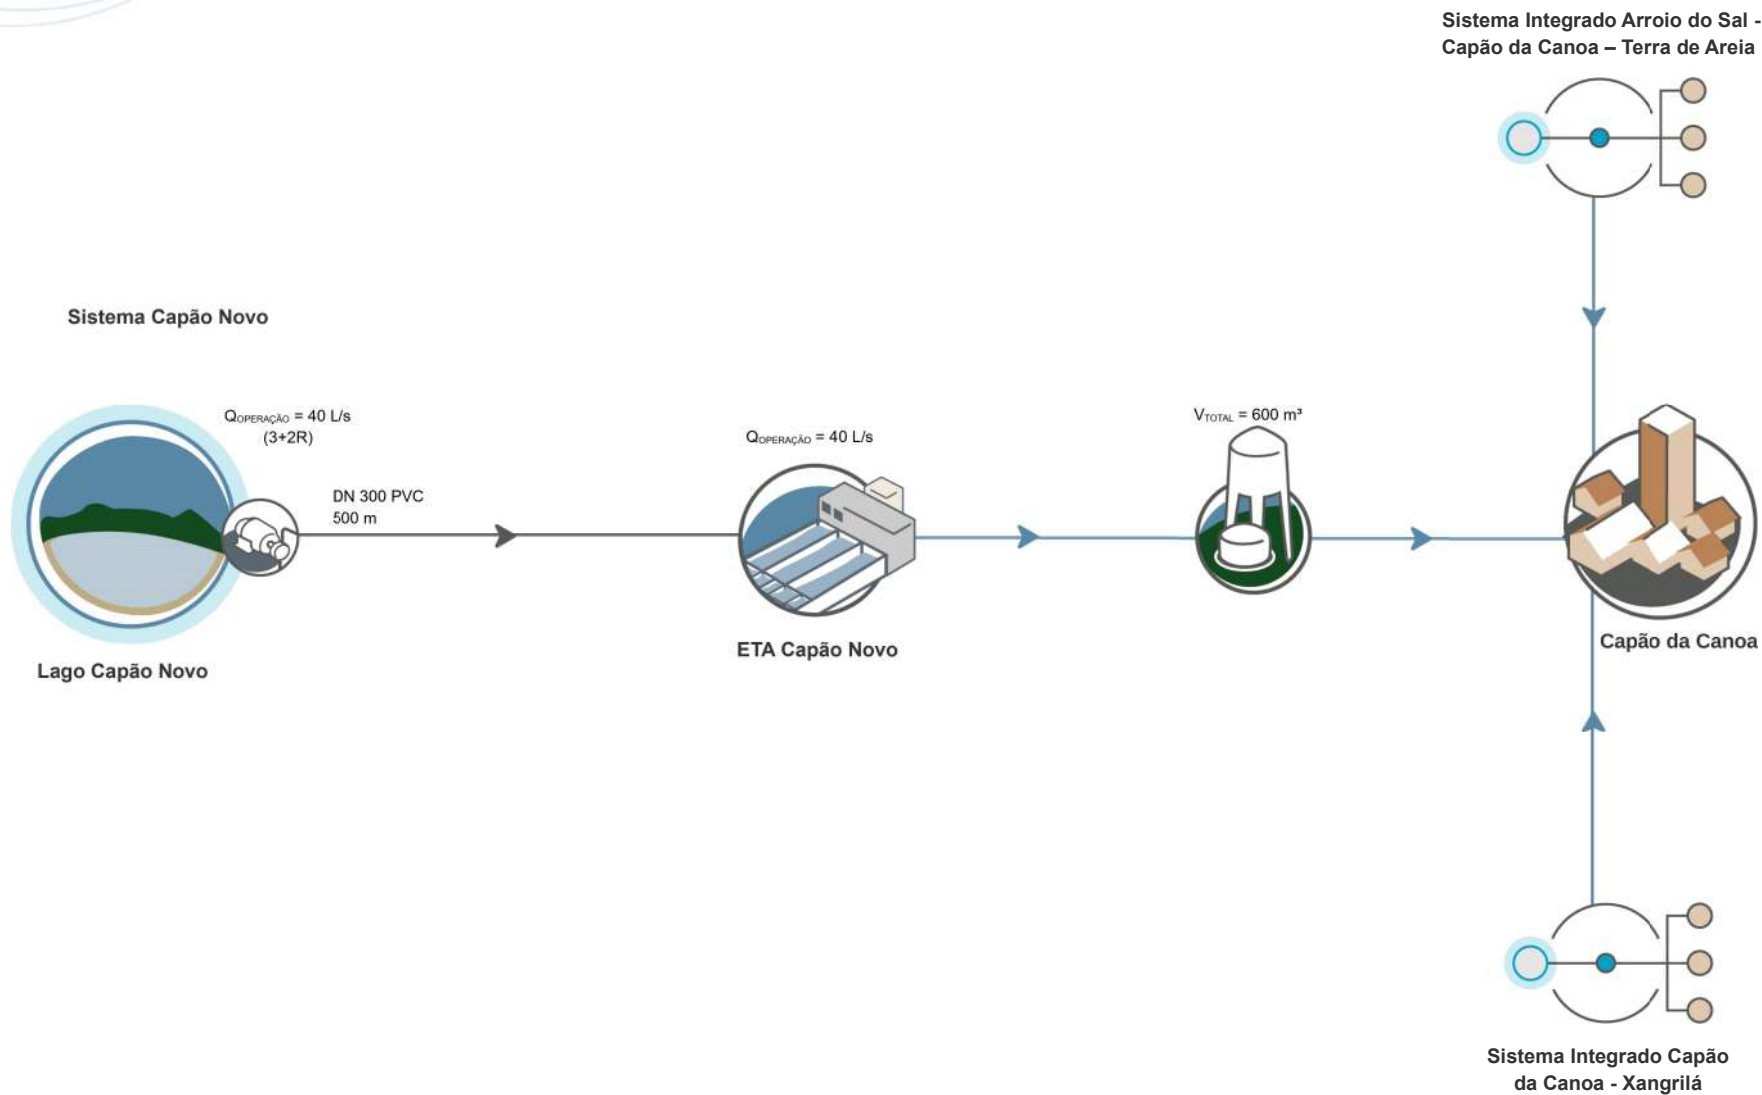 Sistema Integrado Arroio do Sal -
Capão da Canoa – Terra de Areia
Sistema Capão Novo
QOPERAÇÃO = 40 L/s
(3+2R)
DN 300 PVC
500 m
QOPERAÇÃO = 40 L/s
VTOTAL = 600 m³
Lago Capão Novo
ETA Capão Novo
Capão da Canoa
Sistema Integrado Capão
da Canoa - Xangrilá